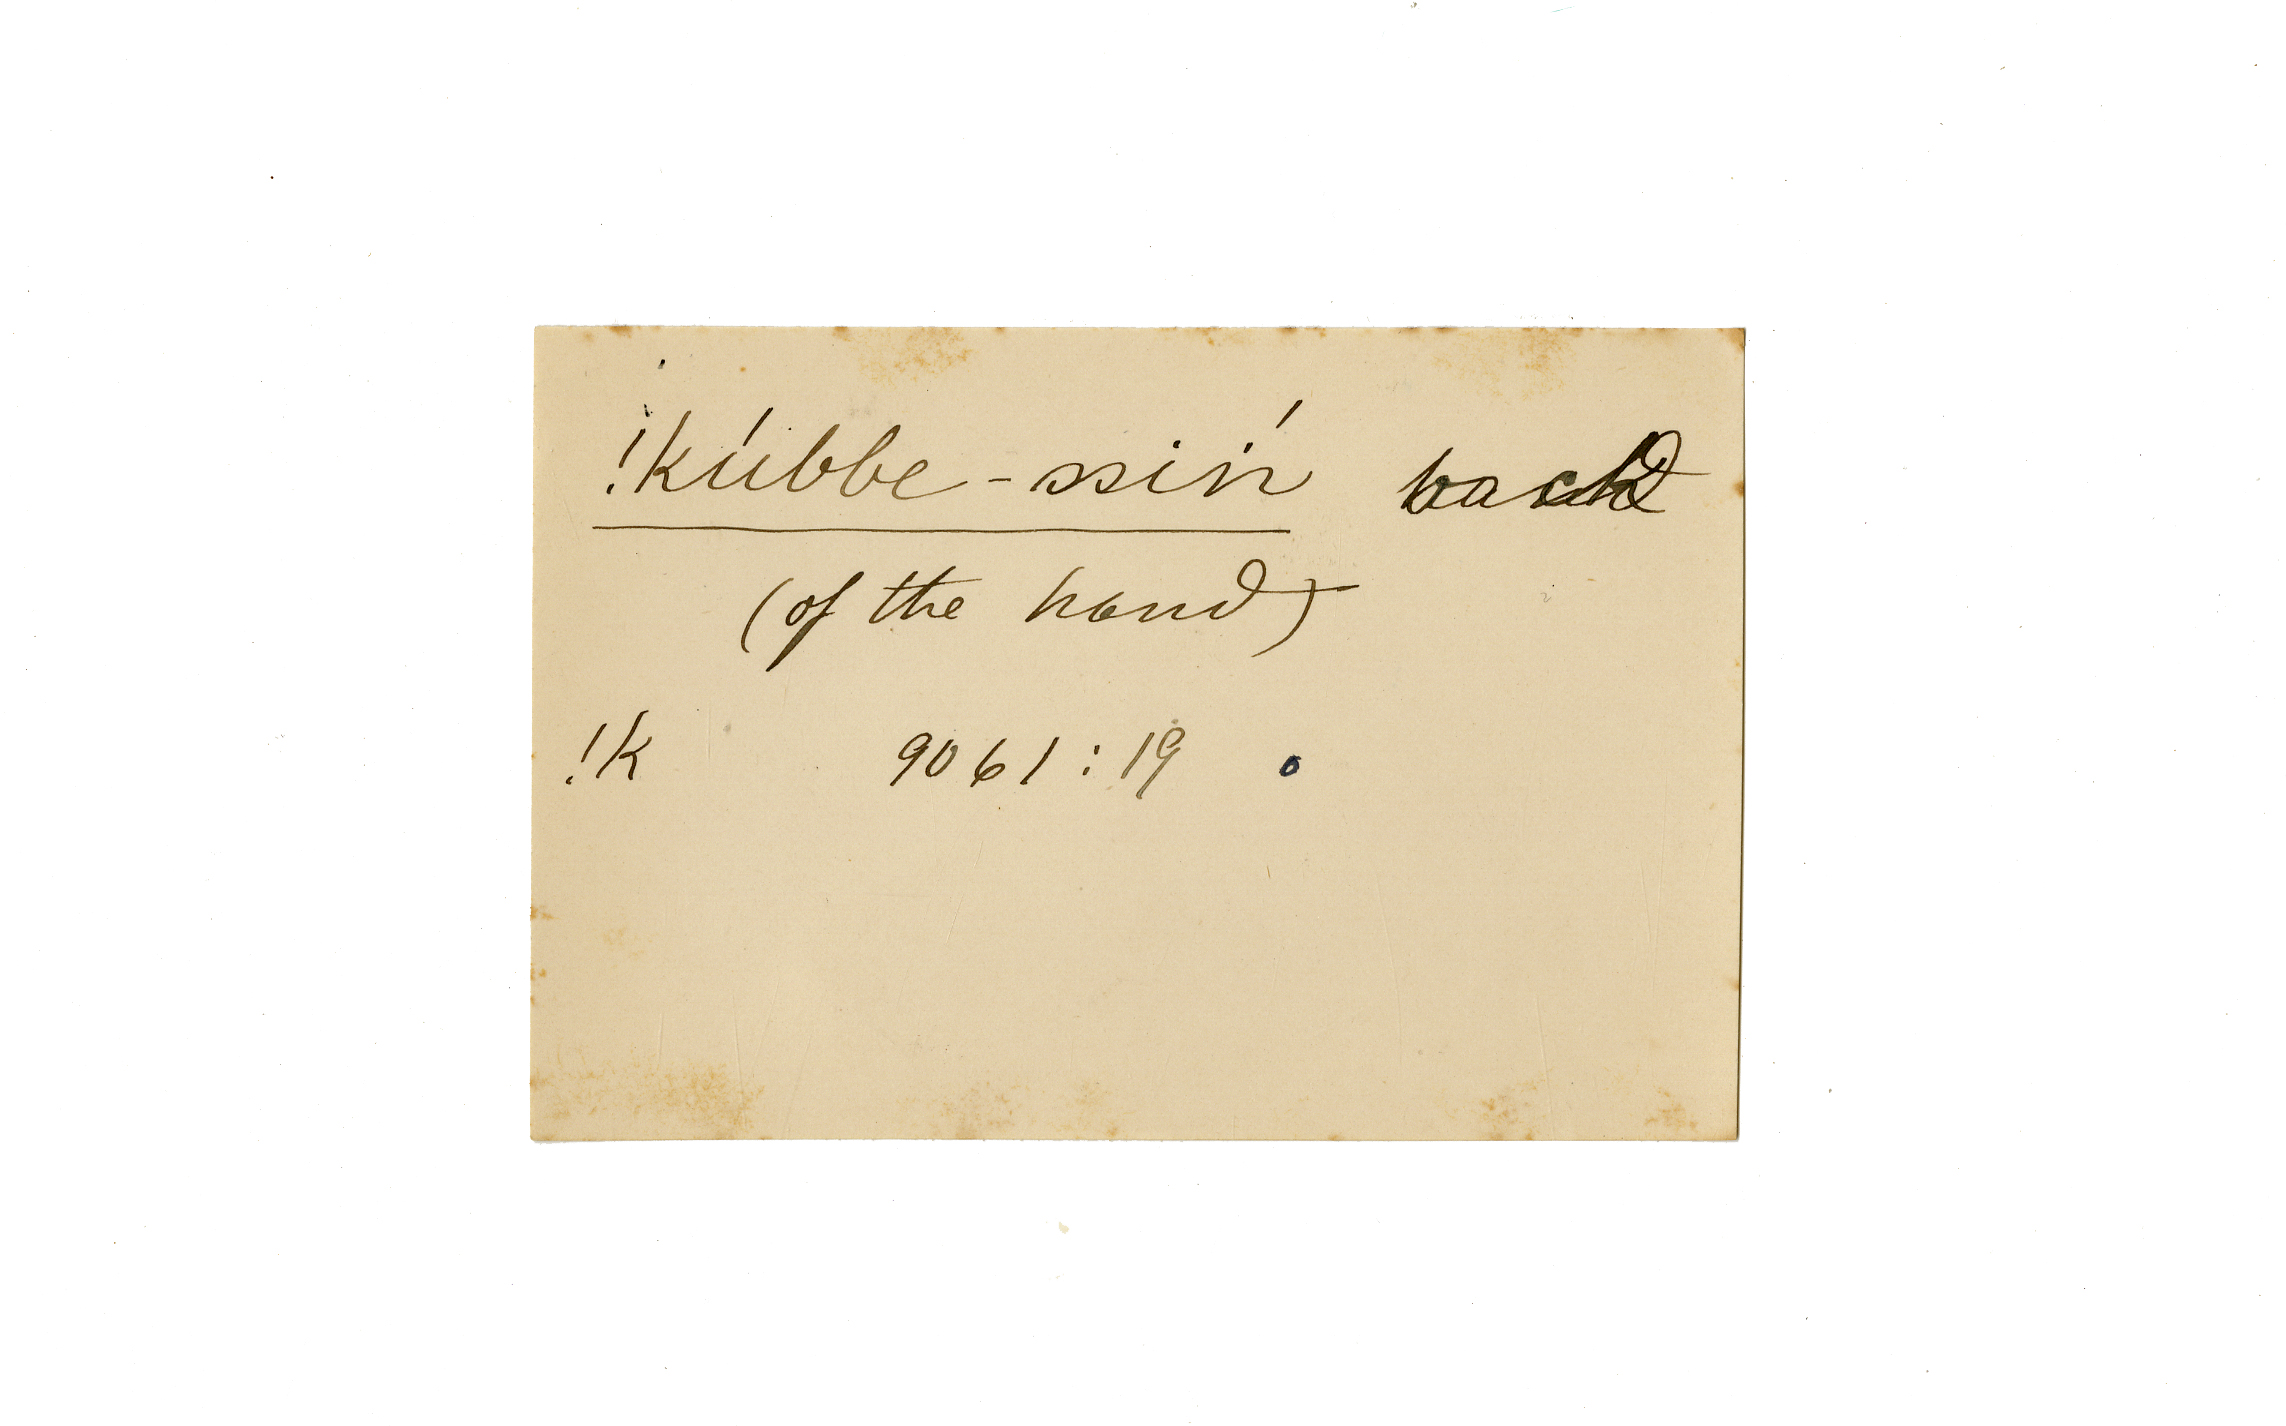 !kúbbe-ssiń back
(of the hand)
!k 9061:19 o